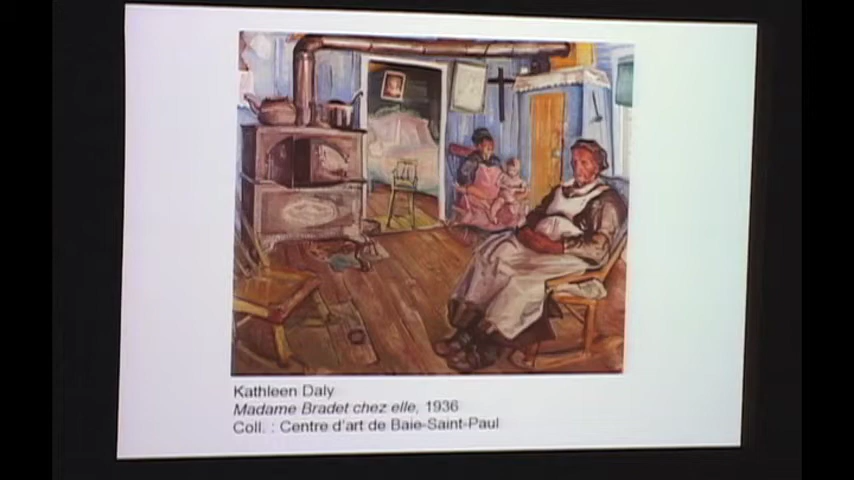 Kathleen Daly
Madame Bradet chez elle, 1936
Coll. : Centre d'art de Baie-Saint-Paul